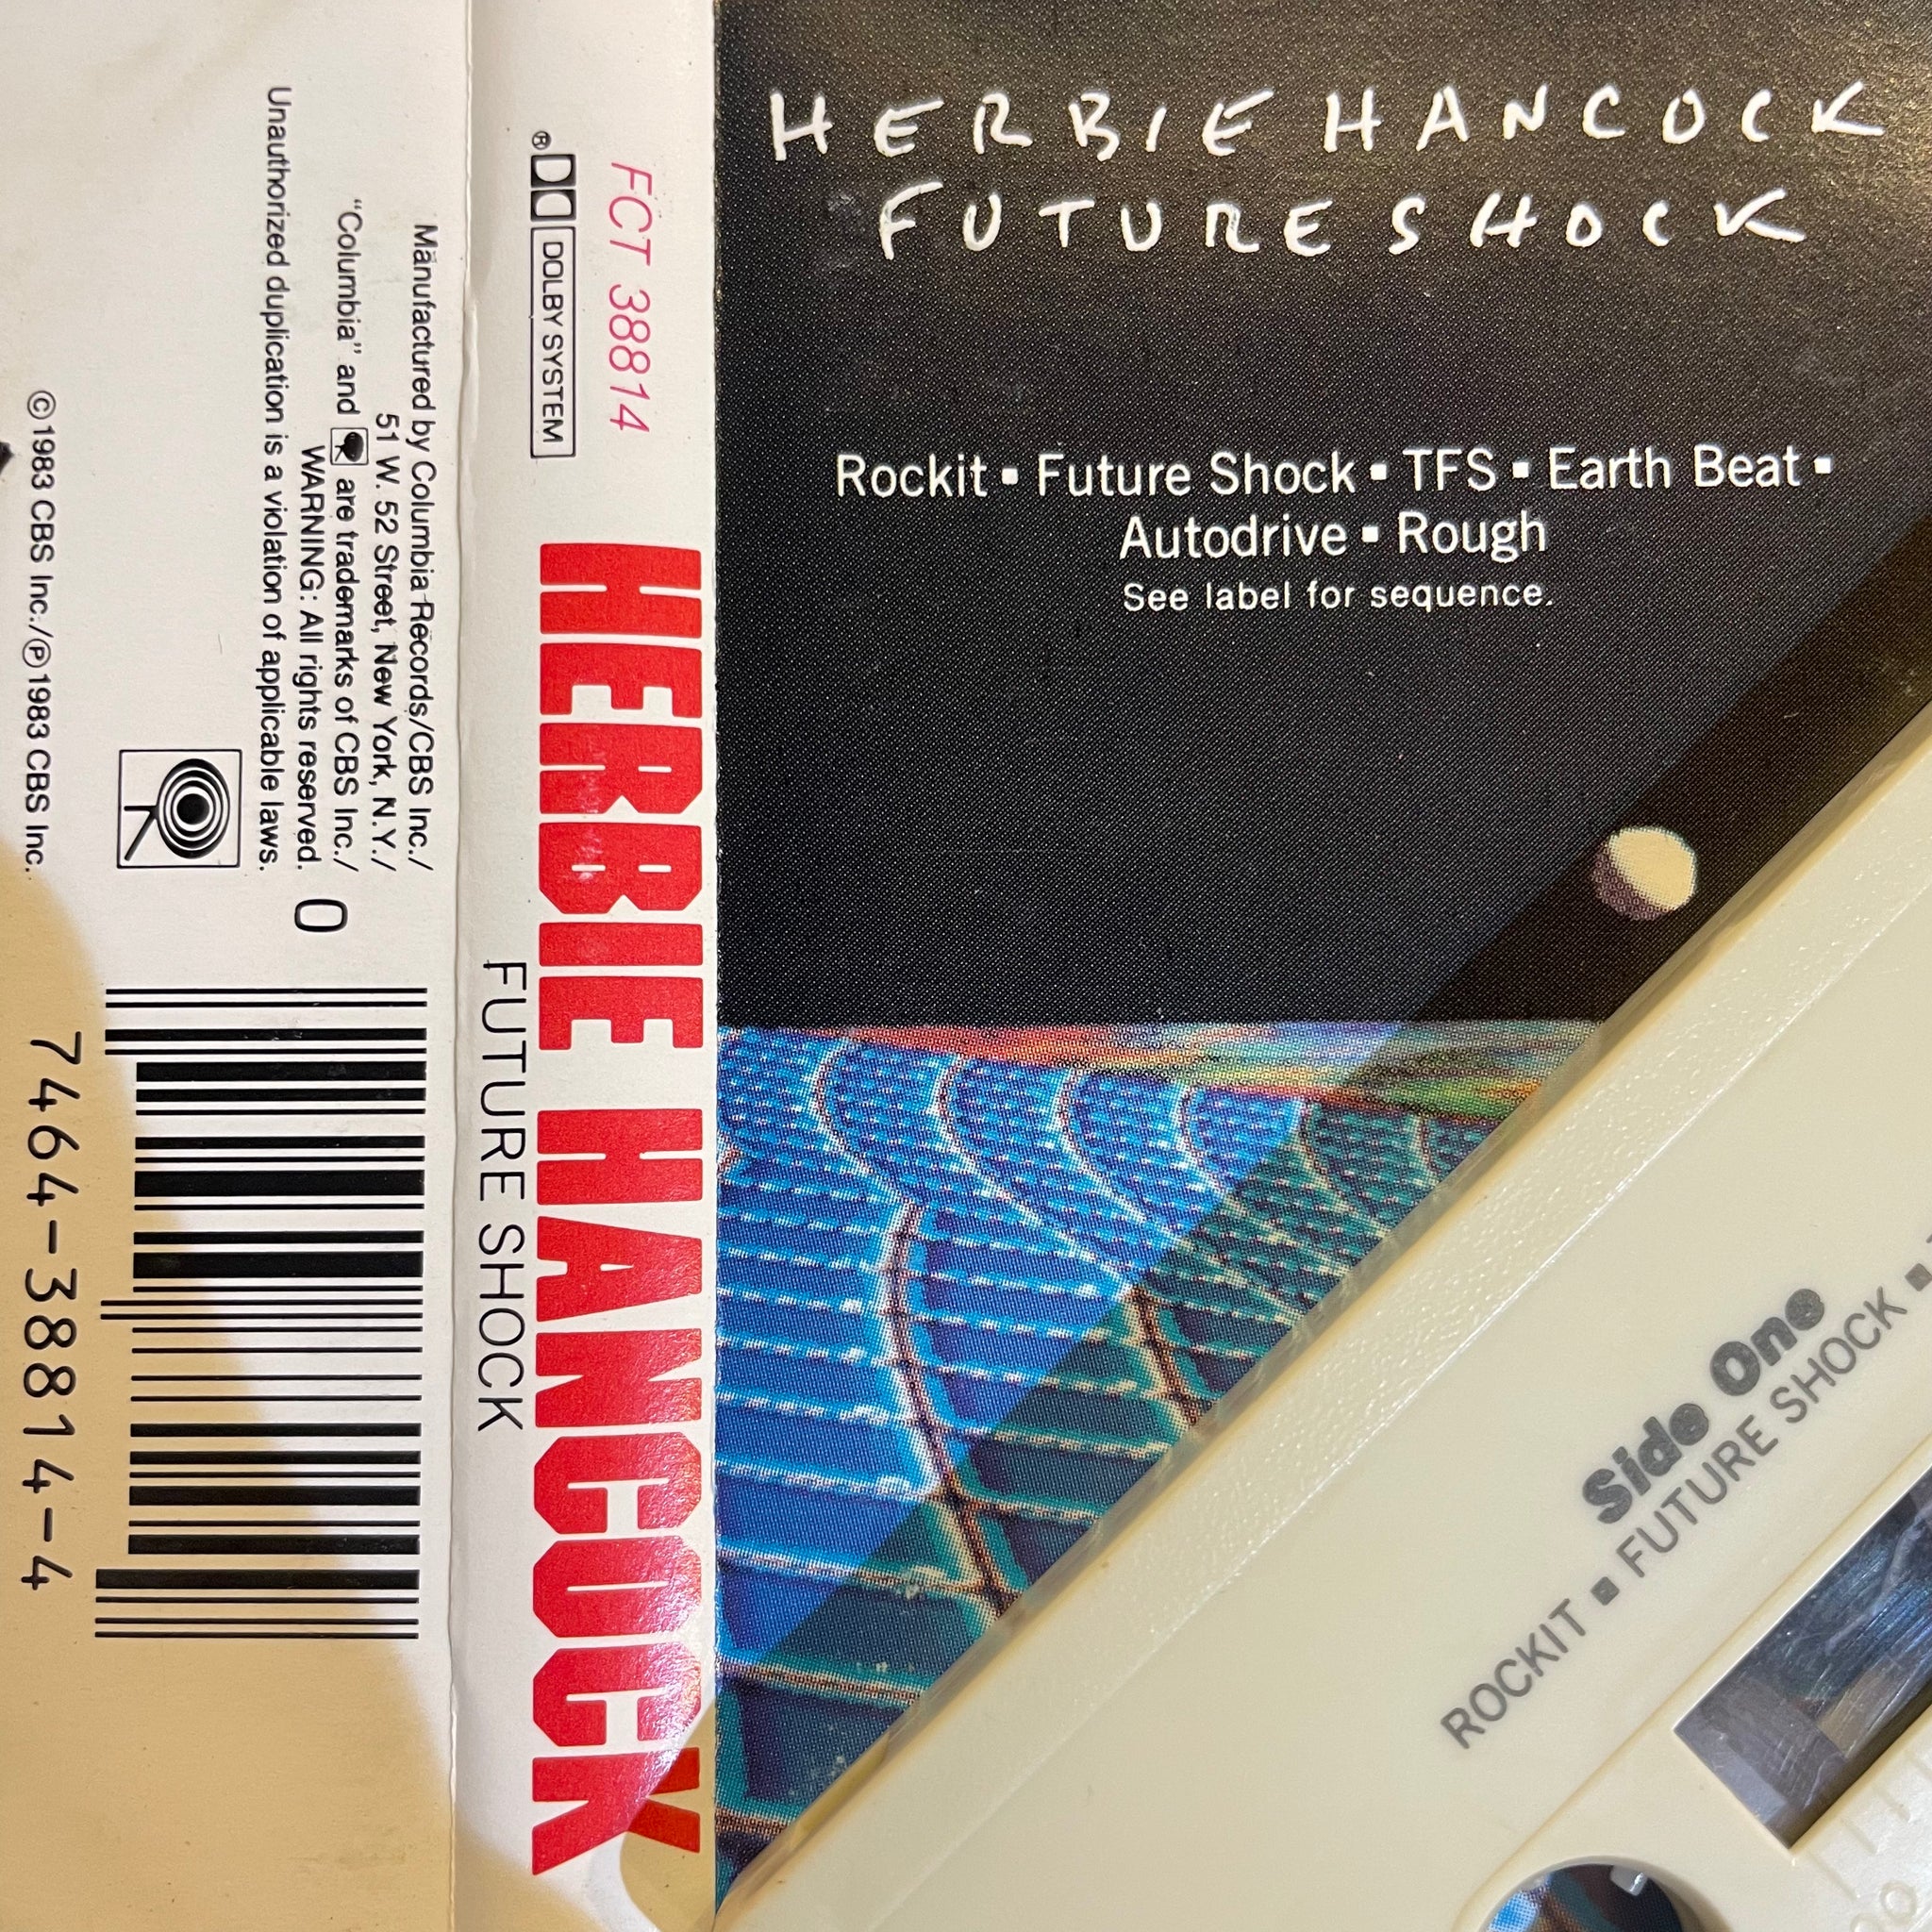 HERBIE HANCOCK
FUTURE SHOCK
Rockit ▪ Future Shock ▪ TFS ▪ Earth Beat ▪
Autodrive ▪ Rough
See label for sequence.
FCT 38814
® DOLBY SYSTEM
HERBIE HANCOCK
FUTURE SHOCK
Manufactured by Columbia Records/CBS Inc./
51 W. 52 Street, New York, N.Y./
“Columbia” and are trademarks of CBS Inc./
WARNING: All rights reserved.
Unauthorized duplication is a violation of applicable laws.
©1983 CBS Inc./℗1983 CBS Inc.
0
7464-38814-4
Side One
ROCKIT ▪ FUTURE SHOCK ▪